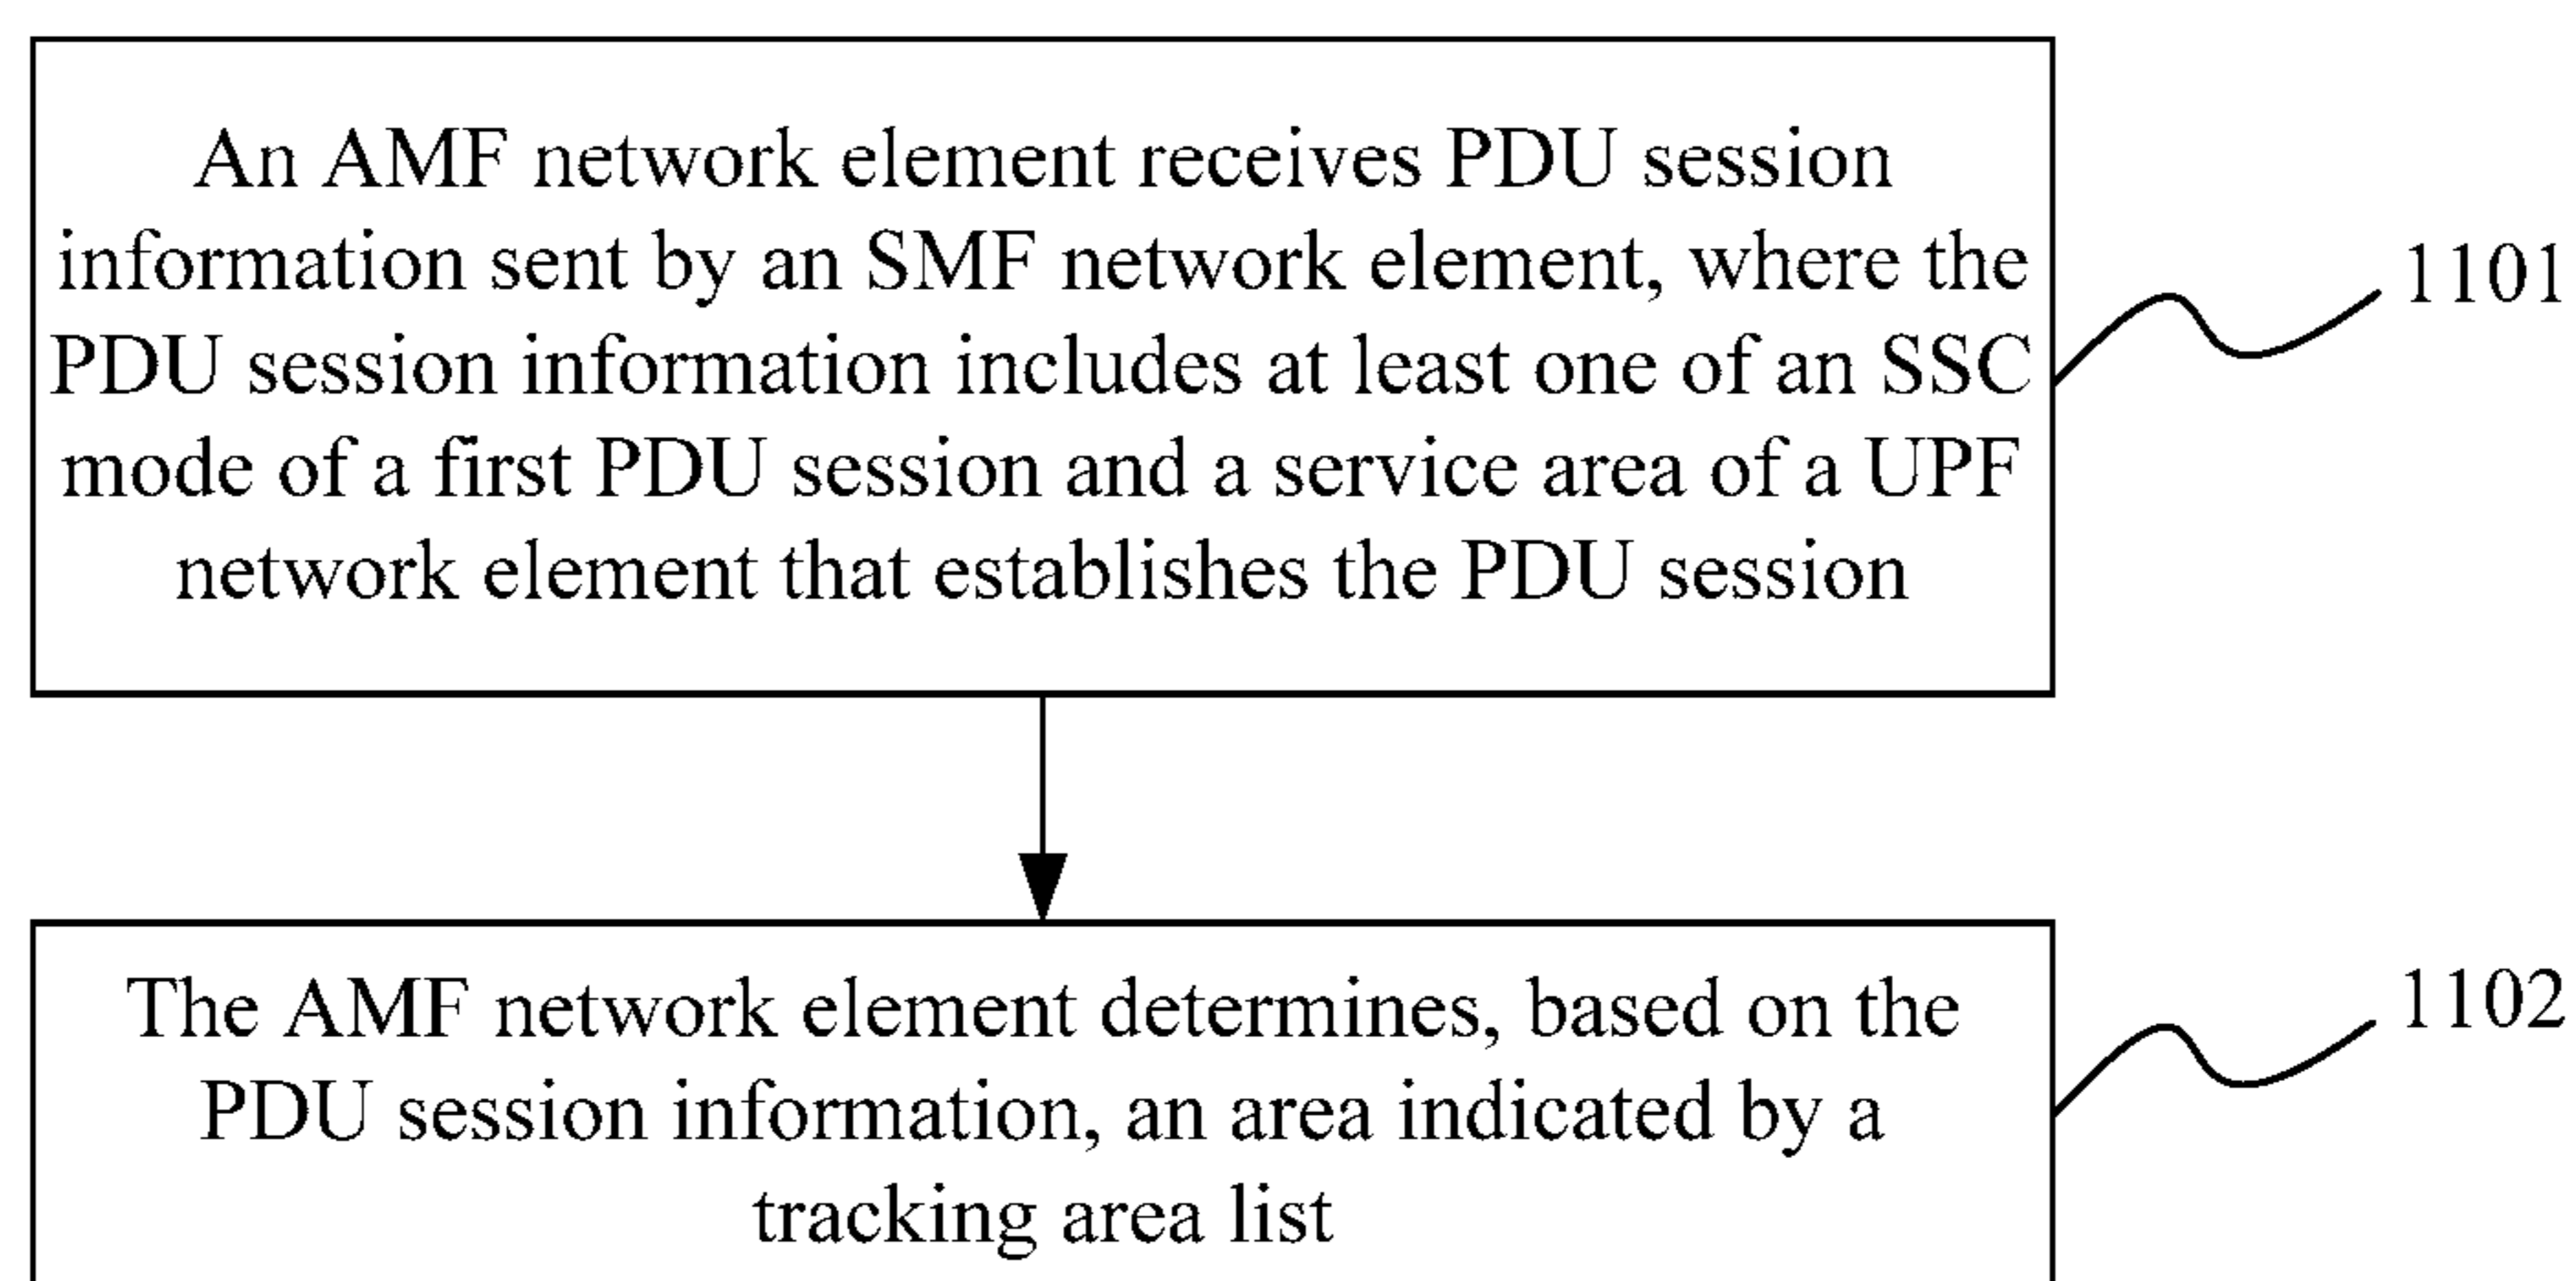 An AMF network element receives PDU session
information sent by an SMF network element, where the
PDU session information includes at least one of an SSC
mode of a first PDU session and a service area of a UPF
network element that establishes the PDU session
1101
The AMF network element determines, based on the
PDU session information, an area indicated by a
tracking area list
1102